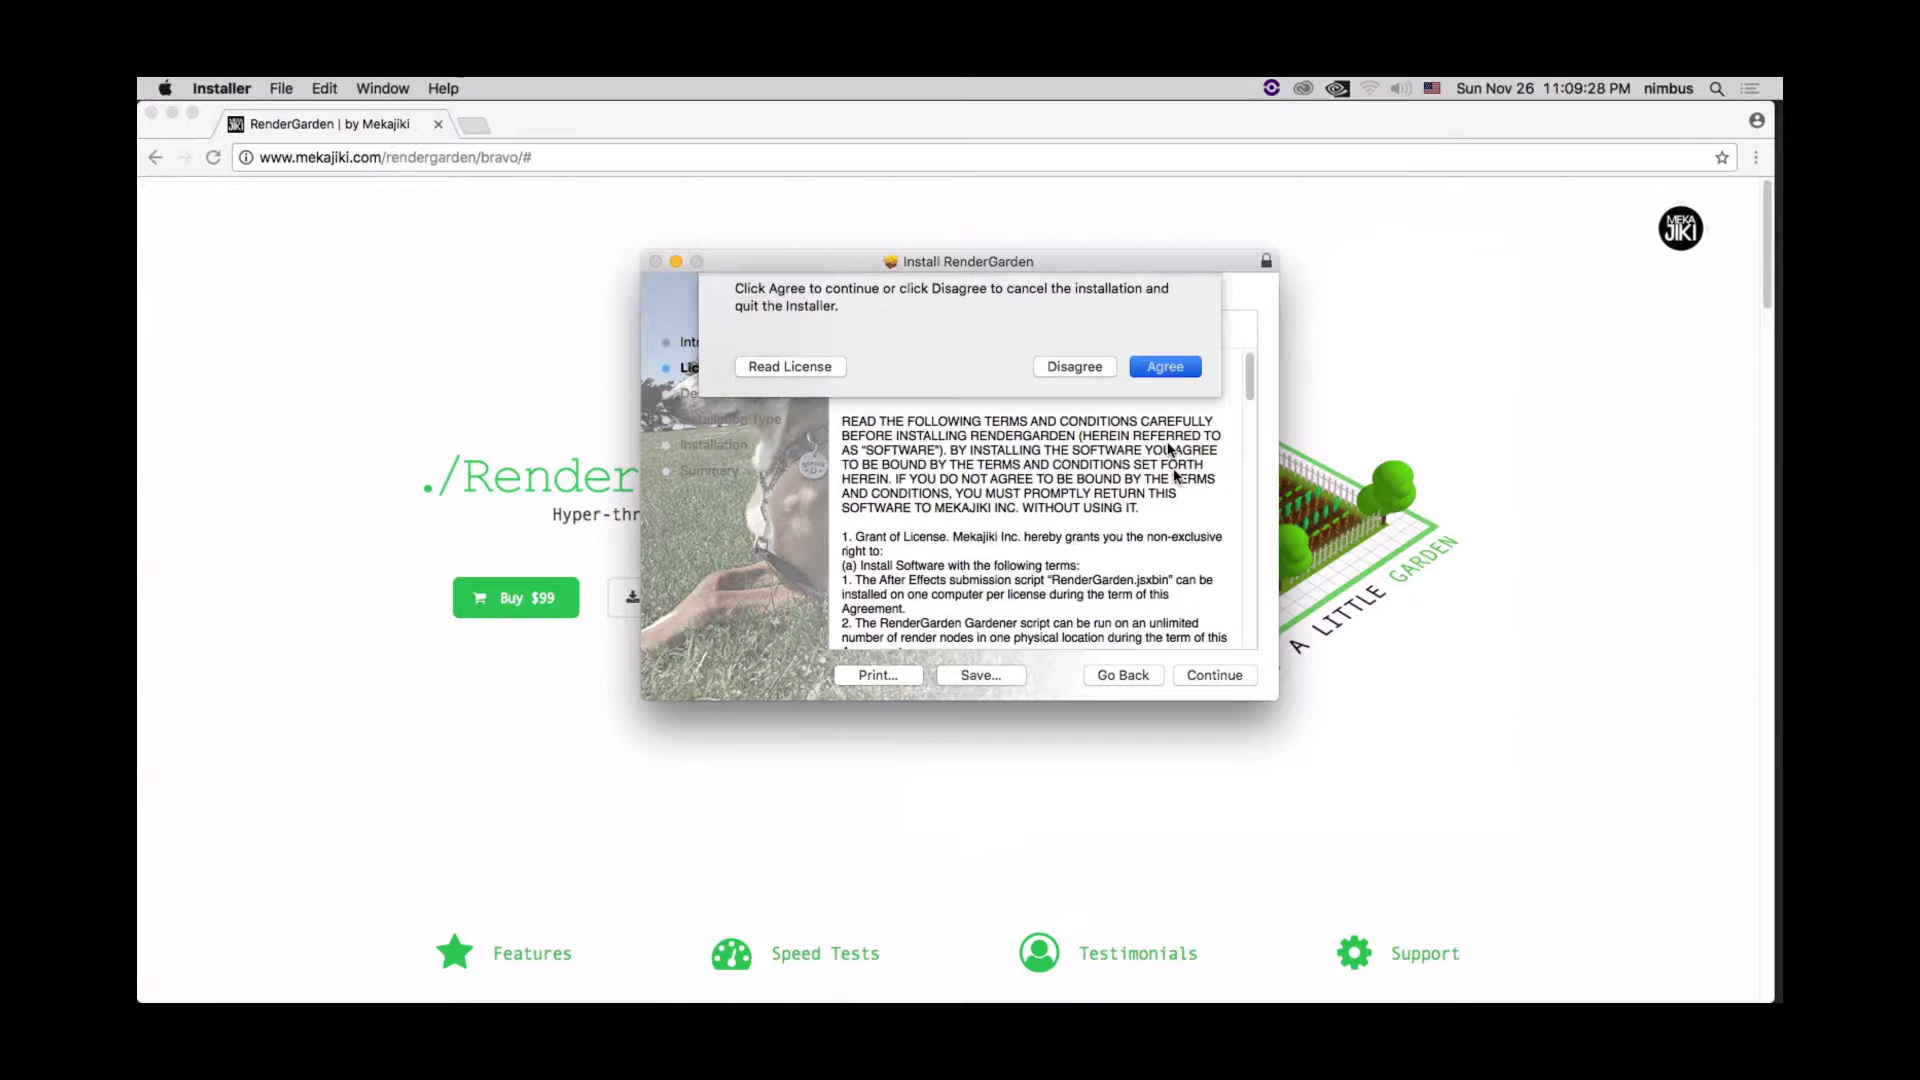 Installer File Edit Window Help
Sun Nov 26 11:09:28 PM nimbus
RenderGarden | by Mekajiki
www.mekajiki.com/rendergarden/bravo/#
MEKA
JIKI
Install RenderGarden
Click Agree to continue or click Disagree to cancel the installation and
quit the Installer.
Read License Disagree Agree
Installation Type
Installation
Summary
READ THE FOLLOWING TERMS AND CONDITIONS CAREFULLY
BEFORE INSTALLING RENDERGARDEN (HEREIN REFERRED TO
AS “SOFTWARE”). BY INSTALLING THE SOFTWARE YOU AGREE
TO BE BOUND BY THE TERMS AND CONDITIONS SET FORTH
HEREIN. IF YOU DO NOT AGREE TO BE BOUND BY THE TERMS
AND CONDITIONS, YOU MUST PROMPTLY RETURN THIS
SOFTWARE TO MEKAJIKI INC. WITHOUT USING IT.
1. Grant of License. Mekajiki Inc. hereby grants you the non-exclusive
right to:
(a) Install Software with the following terms:
1. The After Effects submission script “RenderGarden.jsxbin” can be
installed on one computer per license during the term of this
Agreement.
2. The RenderGarden Gardener script can be run on an unlimited
number of render nodes in one physical location during the term of this
Print... Save... Go Back Continue
./Render
Hyper-thr
Buy $99
A LITTLE GARDEN
Features
Speed Tests
Testimonials
Support